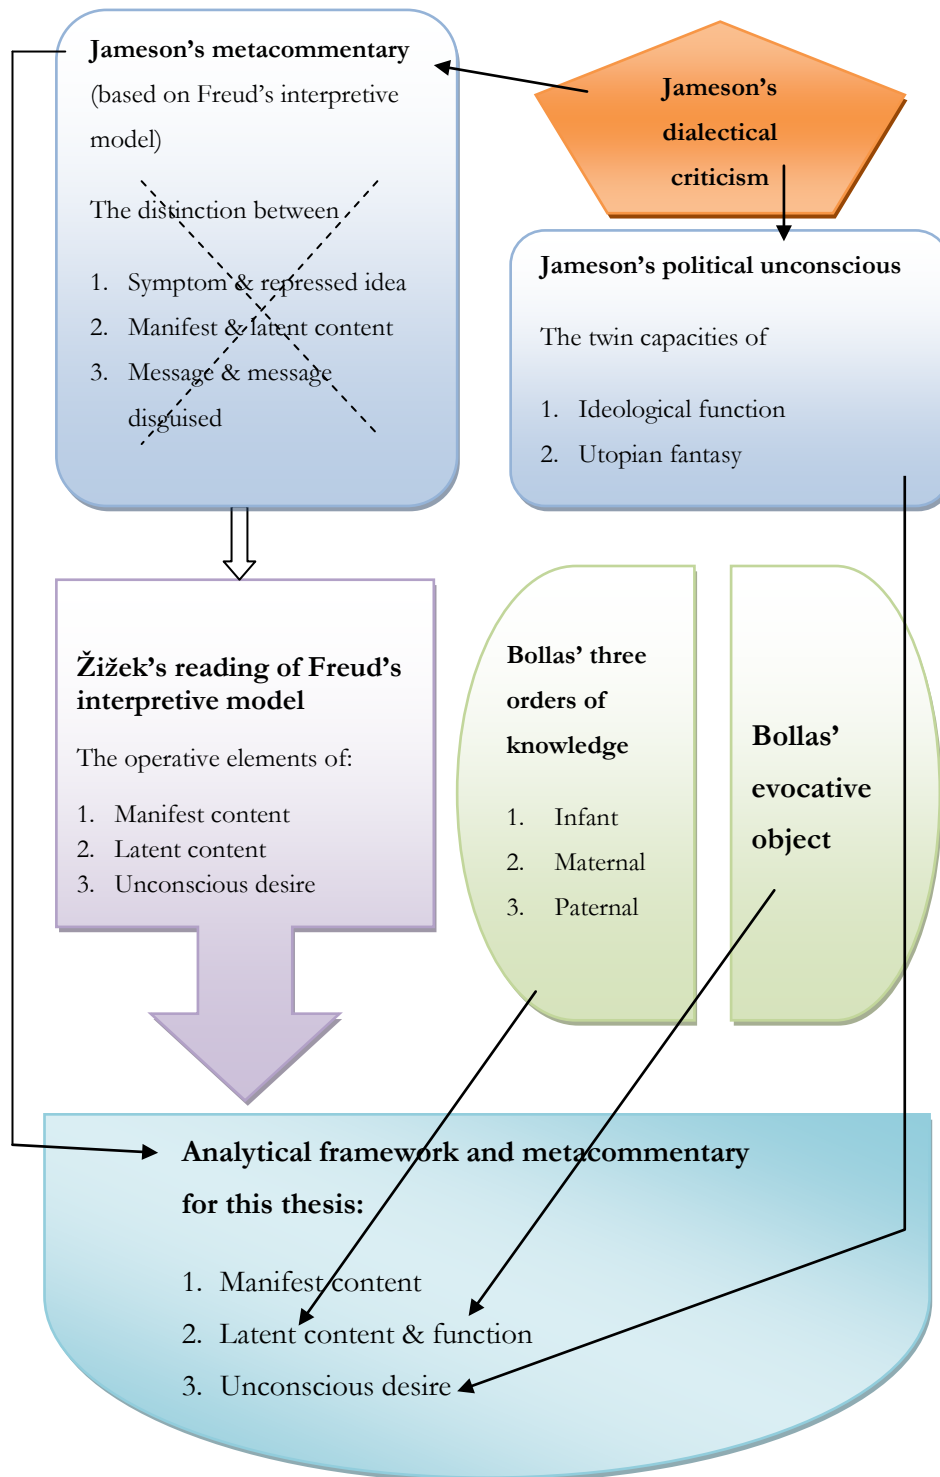 Jameson’s metacommentary
(based on Freud’s interpretive
model)
The distinction between
1. Symptom & repressed idea
2. Manifest & latent content
3. Message & message
disguised
Jameson’s
dialectical
criticism
Jameson’s political unconscious
The twin capacities of
1. Ideological function
2. Utopian fantasy
Žižek’s reading of Freud’s
interpretive model
The operative elements of:
1. Manifest content
2. Latent content
3. Unconscious desire
Bollas’ three
orders of
knowledge
1. Infant
2. Maternal
3. Paternal
Bollas’
evocative
object
Analytical framework and metacommentary
for this thesis:
1. Manifest content
2. Latent content & function
3. Unconscious desire